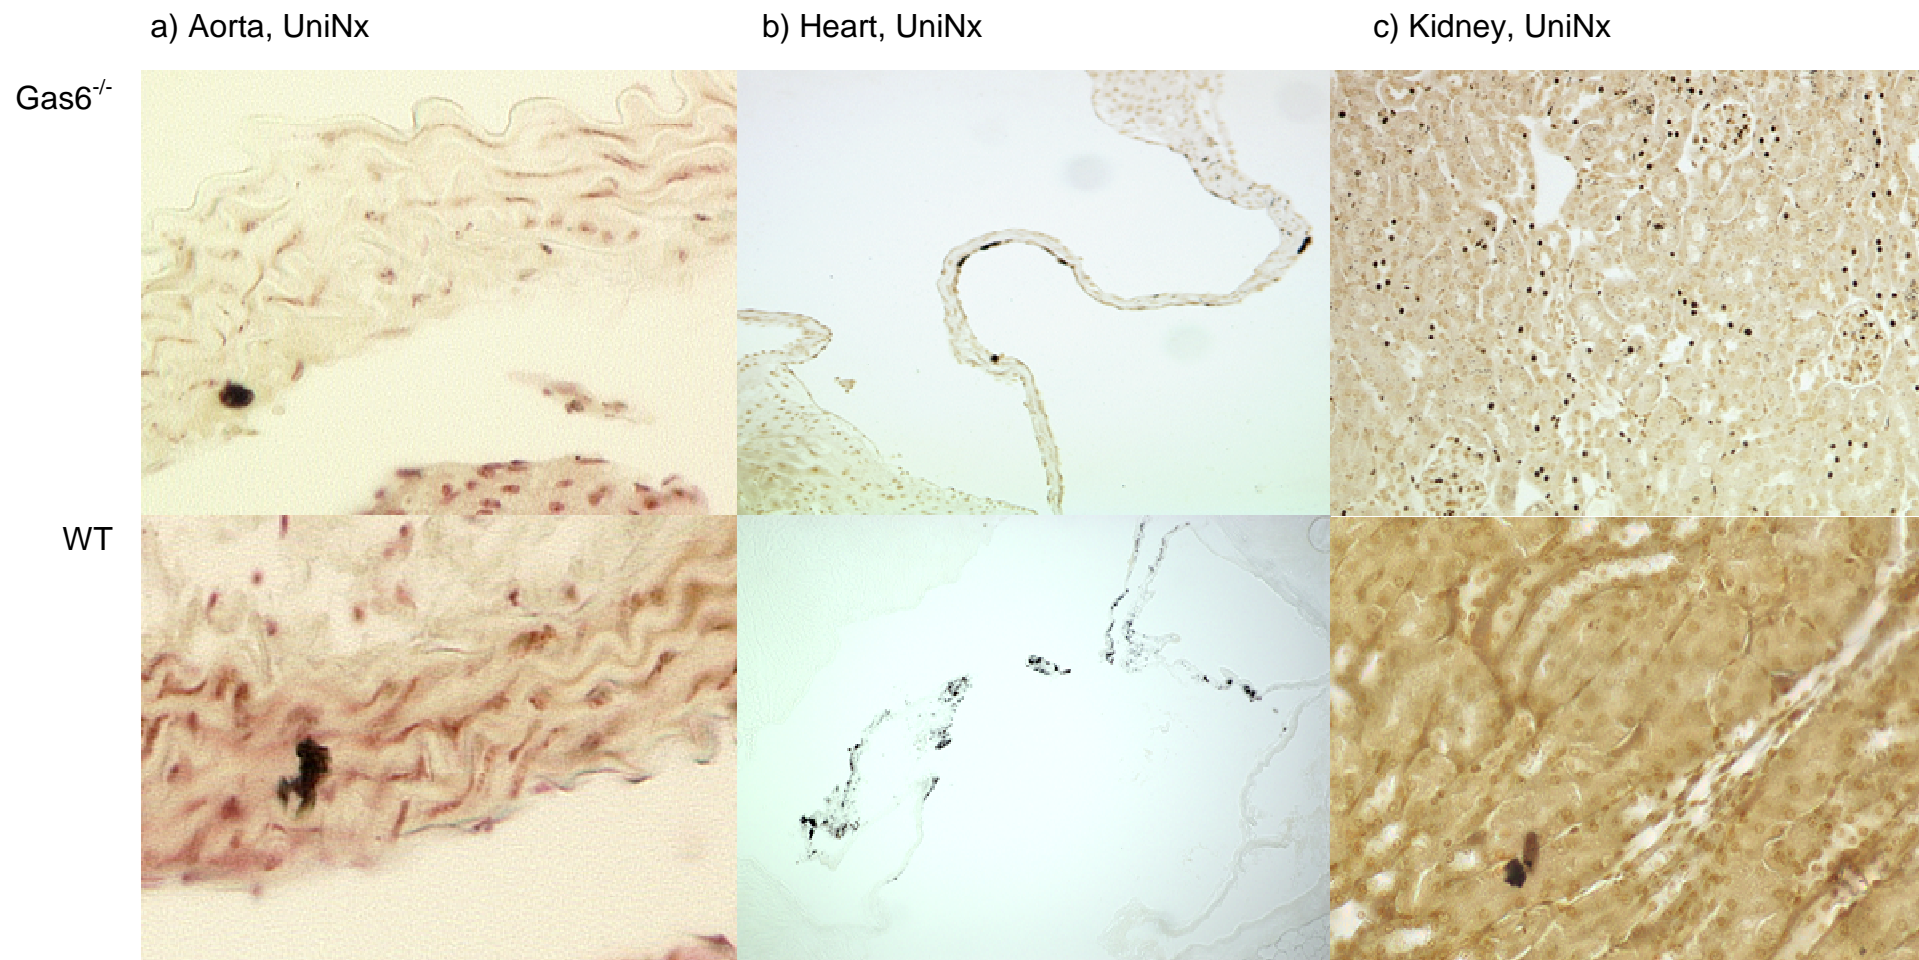 a) Aorta, UniNx
b) Heart, UniNx
c) Kidney, UniNx
Gas6-/-
WT